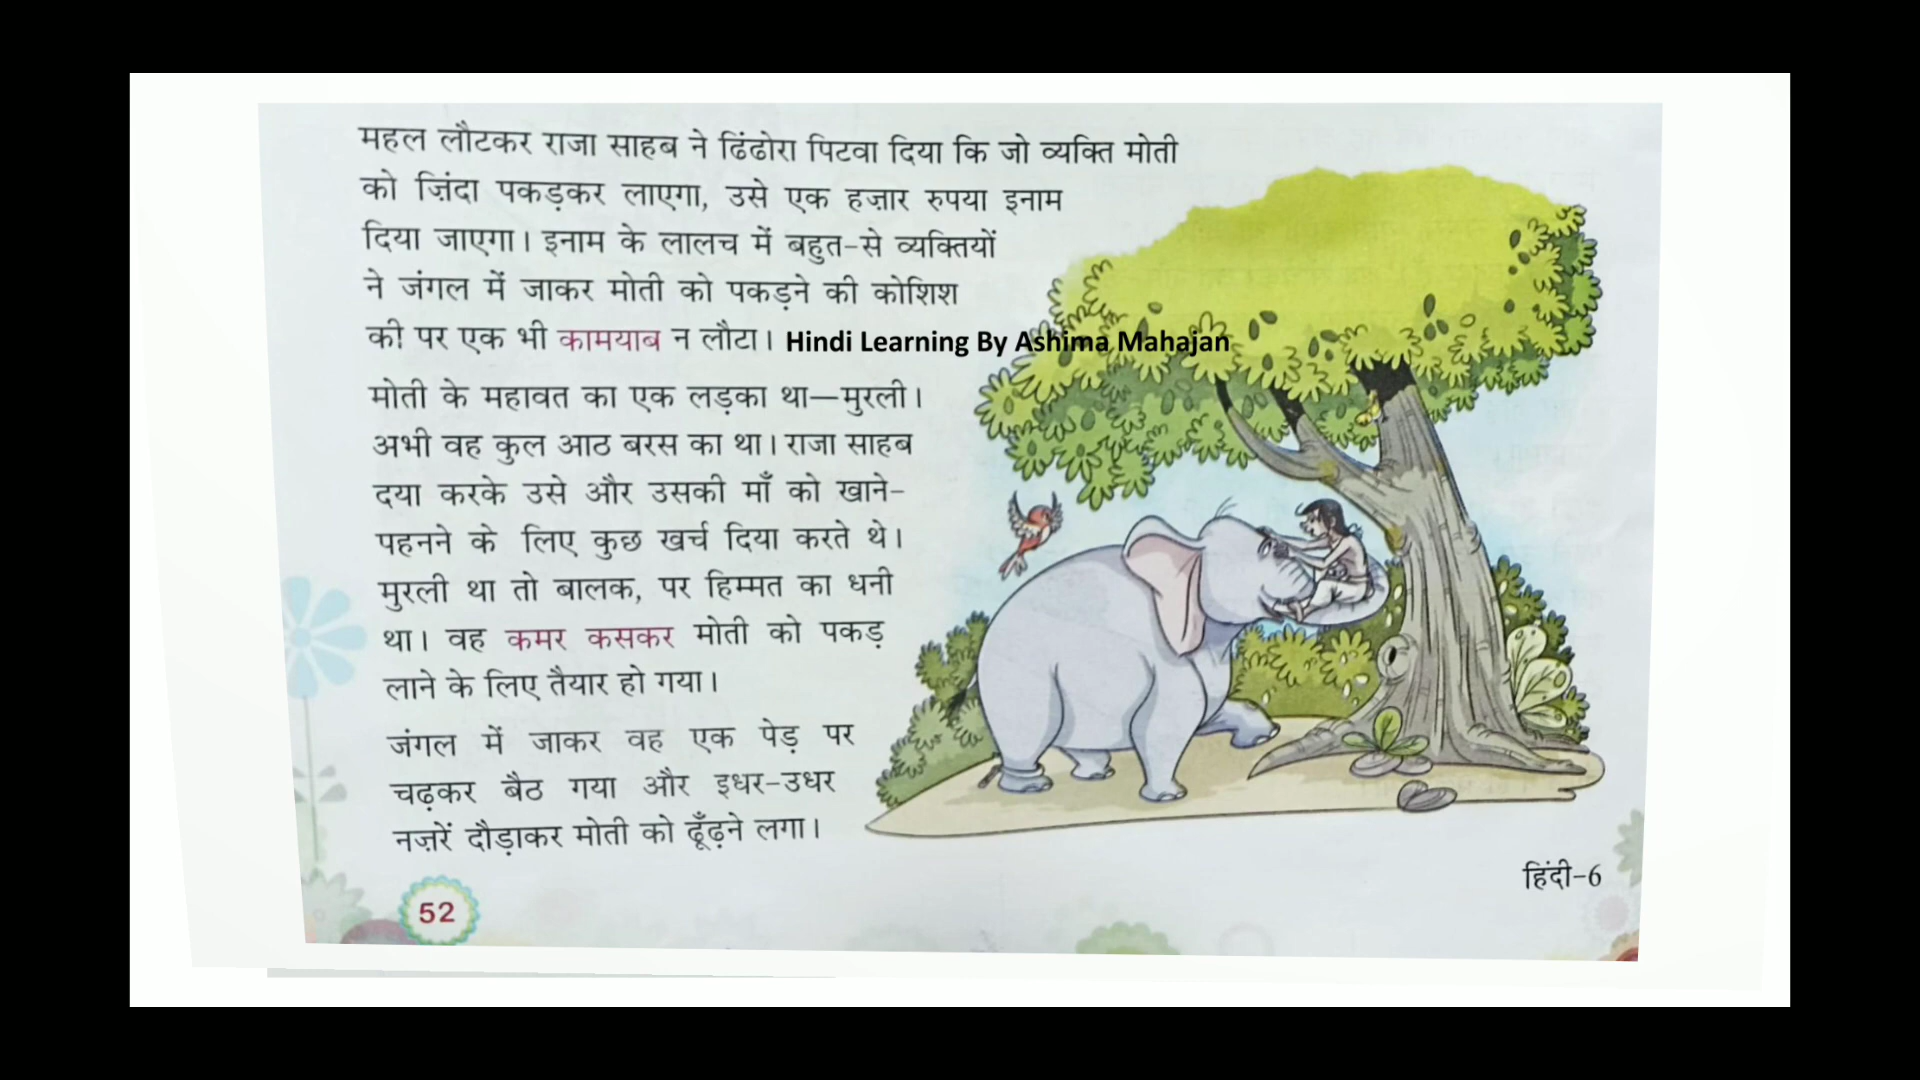 महल लौटकर राजा साहब ने ढिंढोरा पिटवा दिया कि जो व्यक्ति मोती
को ज़िंदा पकड़कर लाएगा, उसे एक हज़ार रुपया इनाम
दिया जाएगा। इनाम के लालच में बहुत-से व्यक्तियों
ने जंगल में जाकर मोती को पकड़ने की कोशिश
की पर एक भी कामयाब न लौटा। Hindi Learning By Ashima Mahajan
मोती के महावत का एक लड़का था—मुरली।
अभी वह कुल आठ बरस का था। राजा साहब
दया करके उसे और उसकी माँ को खाने-
पहनने के लिए कुछ खर्च दिया करते थे।
मुरली था तो बालक, पर हिम्मत का धनी
था। वह कमर कसकर मोती को पकड़
लाने के लिए तैयार हो गया।
जंगल में जाकर वह एक पेड़ पर
चढ़कर बैठ गया और इधर-उधर
नज़रें दौड़ाकर मोती को ढूँढ़ने लगा।
हिंदी-6
52